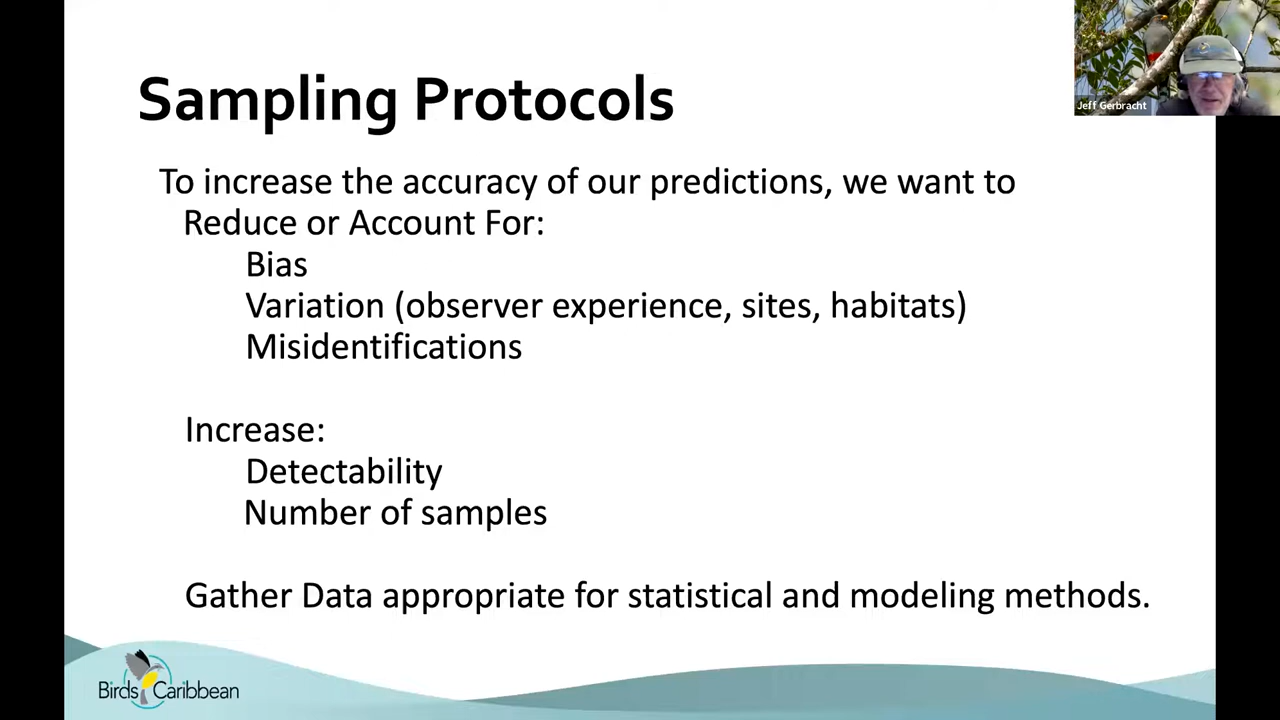 Jeff Gerbracht
Sampling Protocols
To increase the accuracy of our predictions, we want to
Reduce or Account For:
Bias
Variation (observer experience, sites, habitats)
Misidentifications
Increase:
Detectability
Number of samples
Gather Data appropriate for statistical and modeling methods.
Birds Caribbean